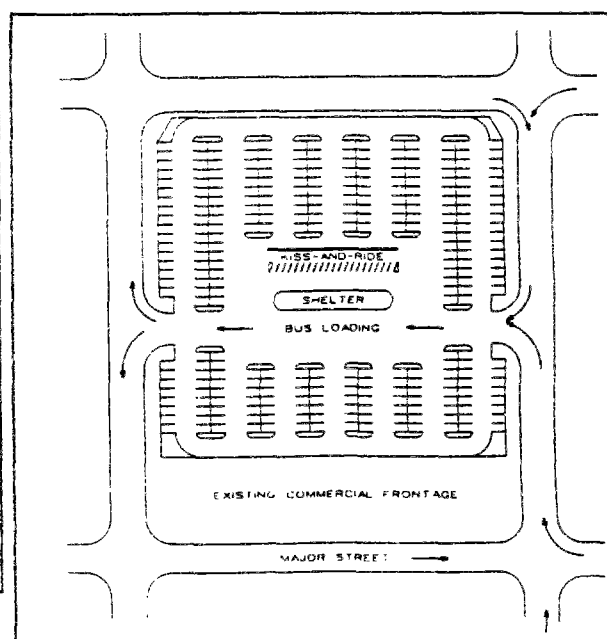 KISS-AND-RIDE
SHELTER
BUS LOADING
EXISTING COMMERCIAL FRONTAGE
MAJOR STREET